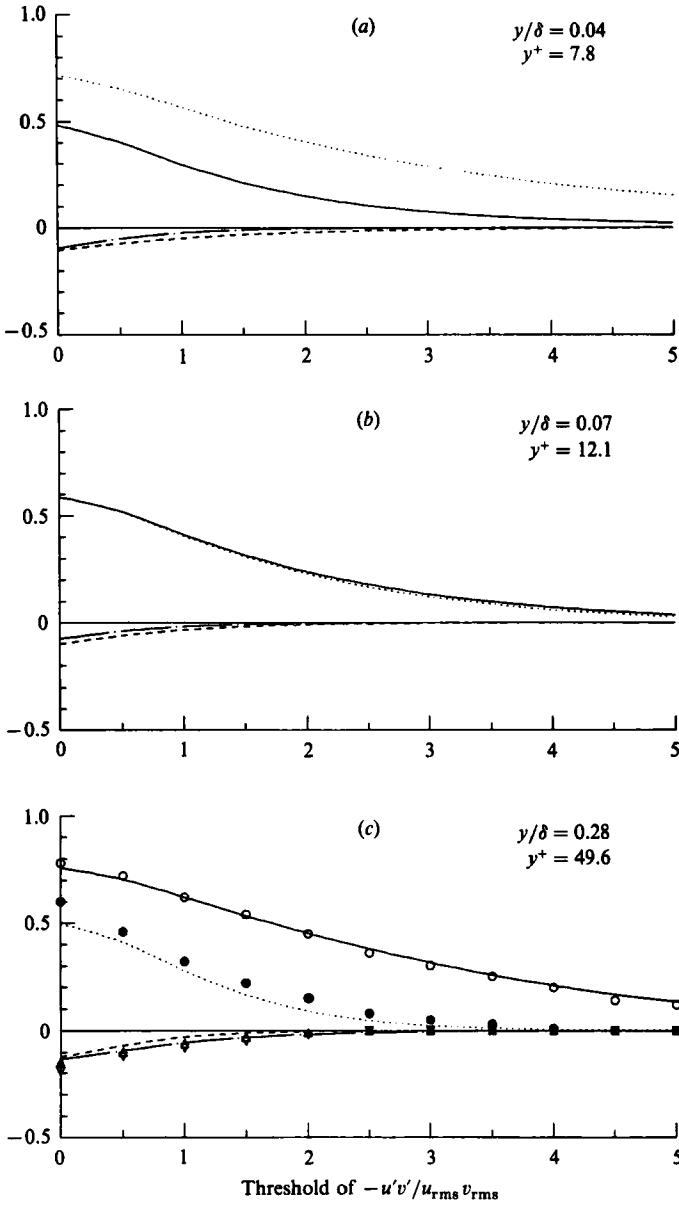 1.0
(a)
y/δ = 0.04
y⁺ = 7.8
0.5
0
−0.5
0 1 2 3 4 5
1.0
(b)
y/δ = 0.07
y⁺ = 12.1
0.5
0
−0.5
0 1 2 3 4 5
1.0
(c)
y/δ = 0.28
y⁺ = 49.6
0.5
0
−0.5
0 1 2 3 4 5
Threshold of −u′v′/u_rms v_rms